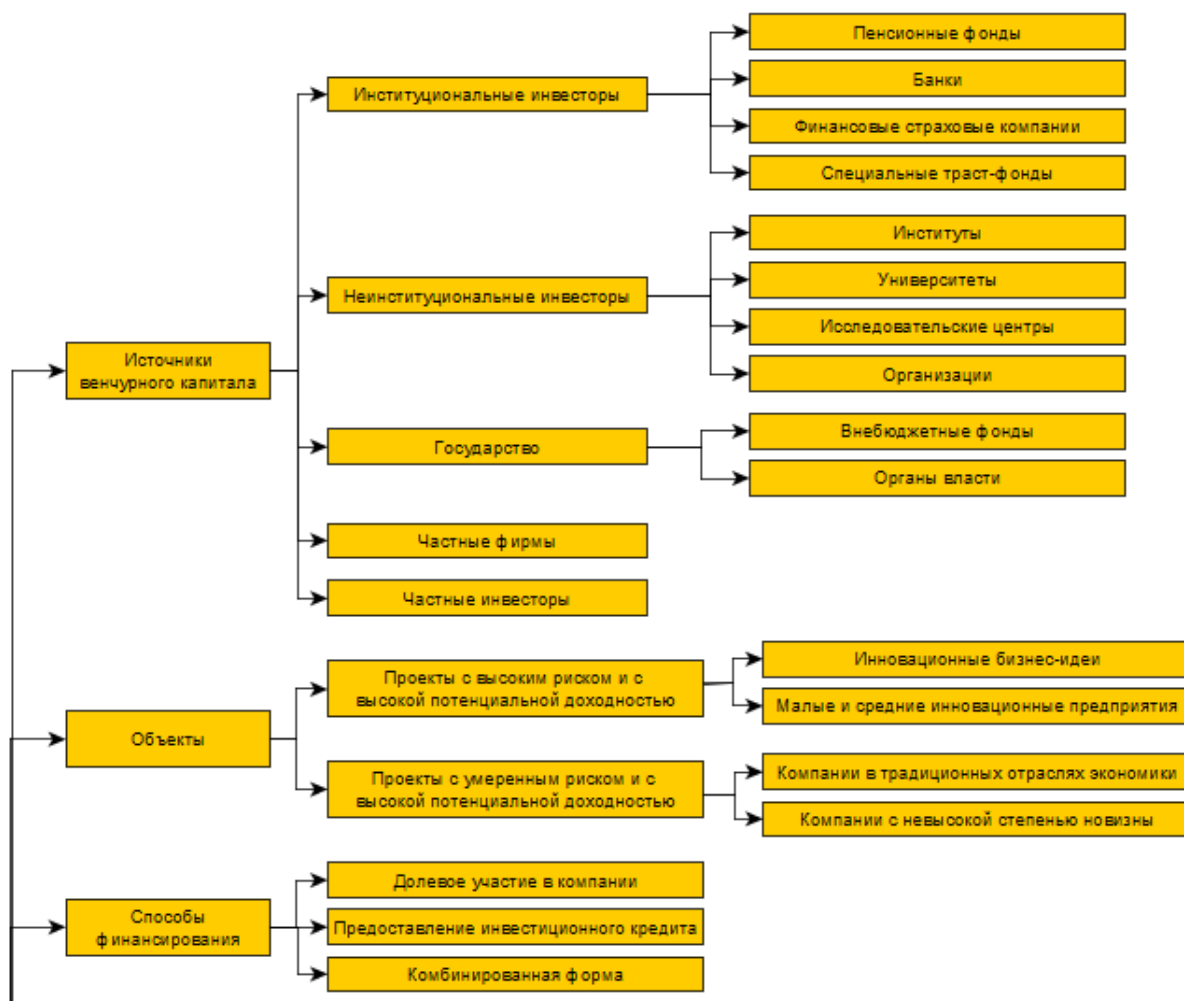 Источники
венчурного капитала
Институциональные инвесторы
Пенсионные фонды
Банки
Финансовые страховые компании
Специальные траст-фонды
Неинституциональные инвесторы
Институты
Университеты
Исследовательские центры
Организации
Государство
Внебюджетные фонды
Органы власти
Частные фирмы
Частные инвесторы
Объекты
Проекты с высоким риском и с
высокой потенциальной доходностью
Инновационные бизнес-идеи
Малые и средние инновационные предприятия
Проекты с умеренным риском и с
высокой потенциальной доходностью
Компании в традиционных отраслях экономики
Компании с невысокой степенью новизны
Способы
финансирования
Долевое участие в компании
Предоставление инвестиционного кредита
Комбинированная форма